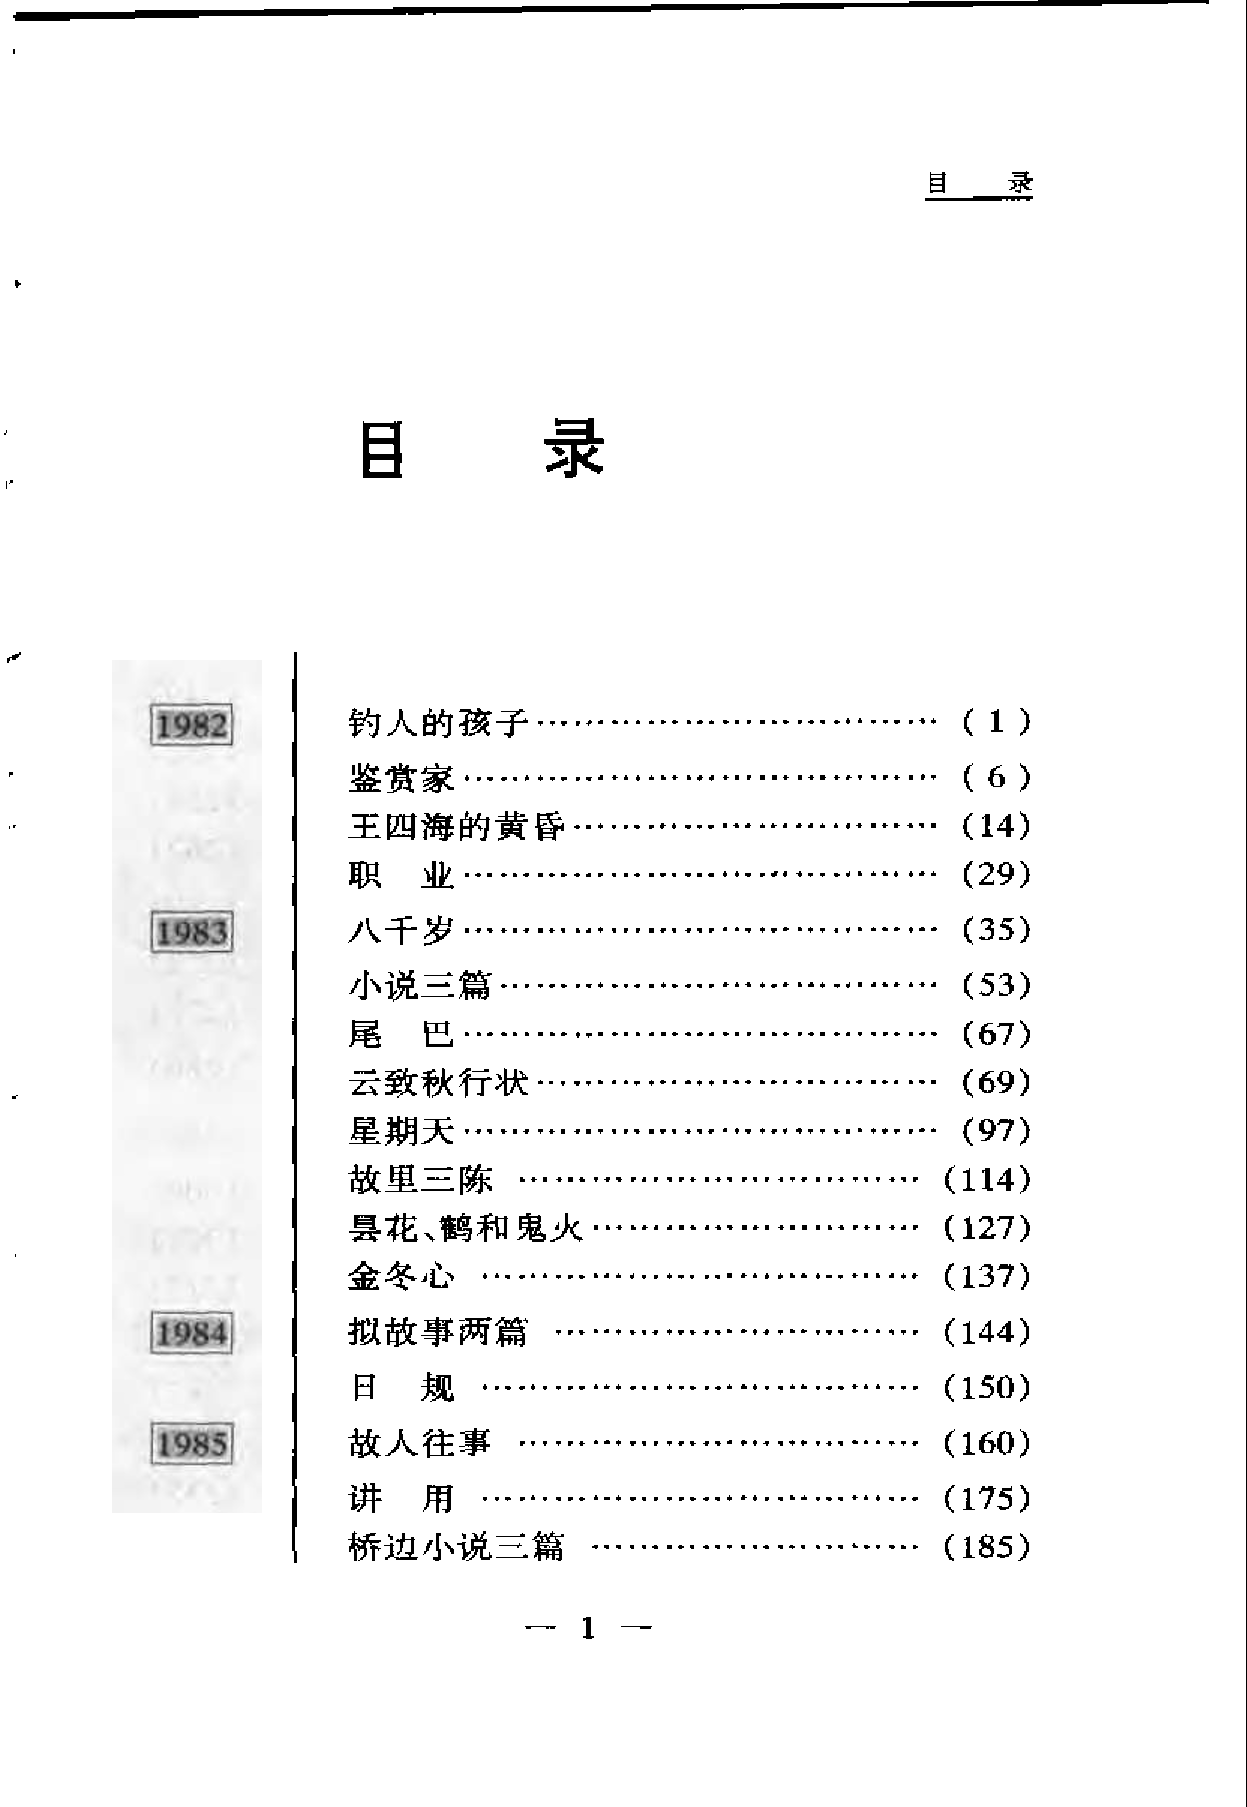 目 录
目 录
1982 钓人的孩子………………………………( 1 )
鉴赏家………………………………( 6 )
王四海的黄昏………………………………(14)
职 业………………………………(29)
1983 八千岁………………………………(35)
小说三篇………………………………(53)
尾 巴………………………………(67)
云致秋行状………………………………(69)
星期天………………………………(97)
故里三陈………………………………(114)
昙花、鹤和鬼火………………………………(127)
金冬心………………………………(137)
1984 拟故事两篇………………………………(144)
日 规………………………………(150)
1985 故人往事………………………………(160)
讲 用………………………………(175)
桥边小说三篇………………………………(185)
— 1 —